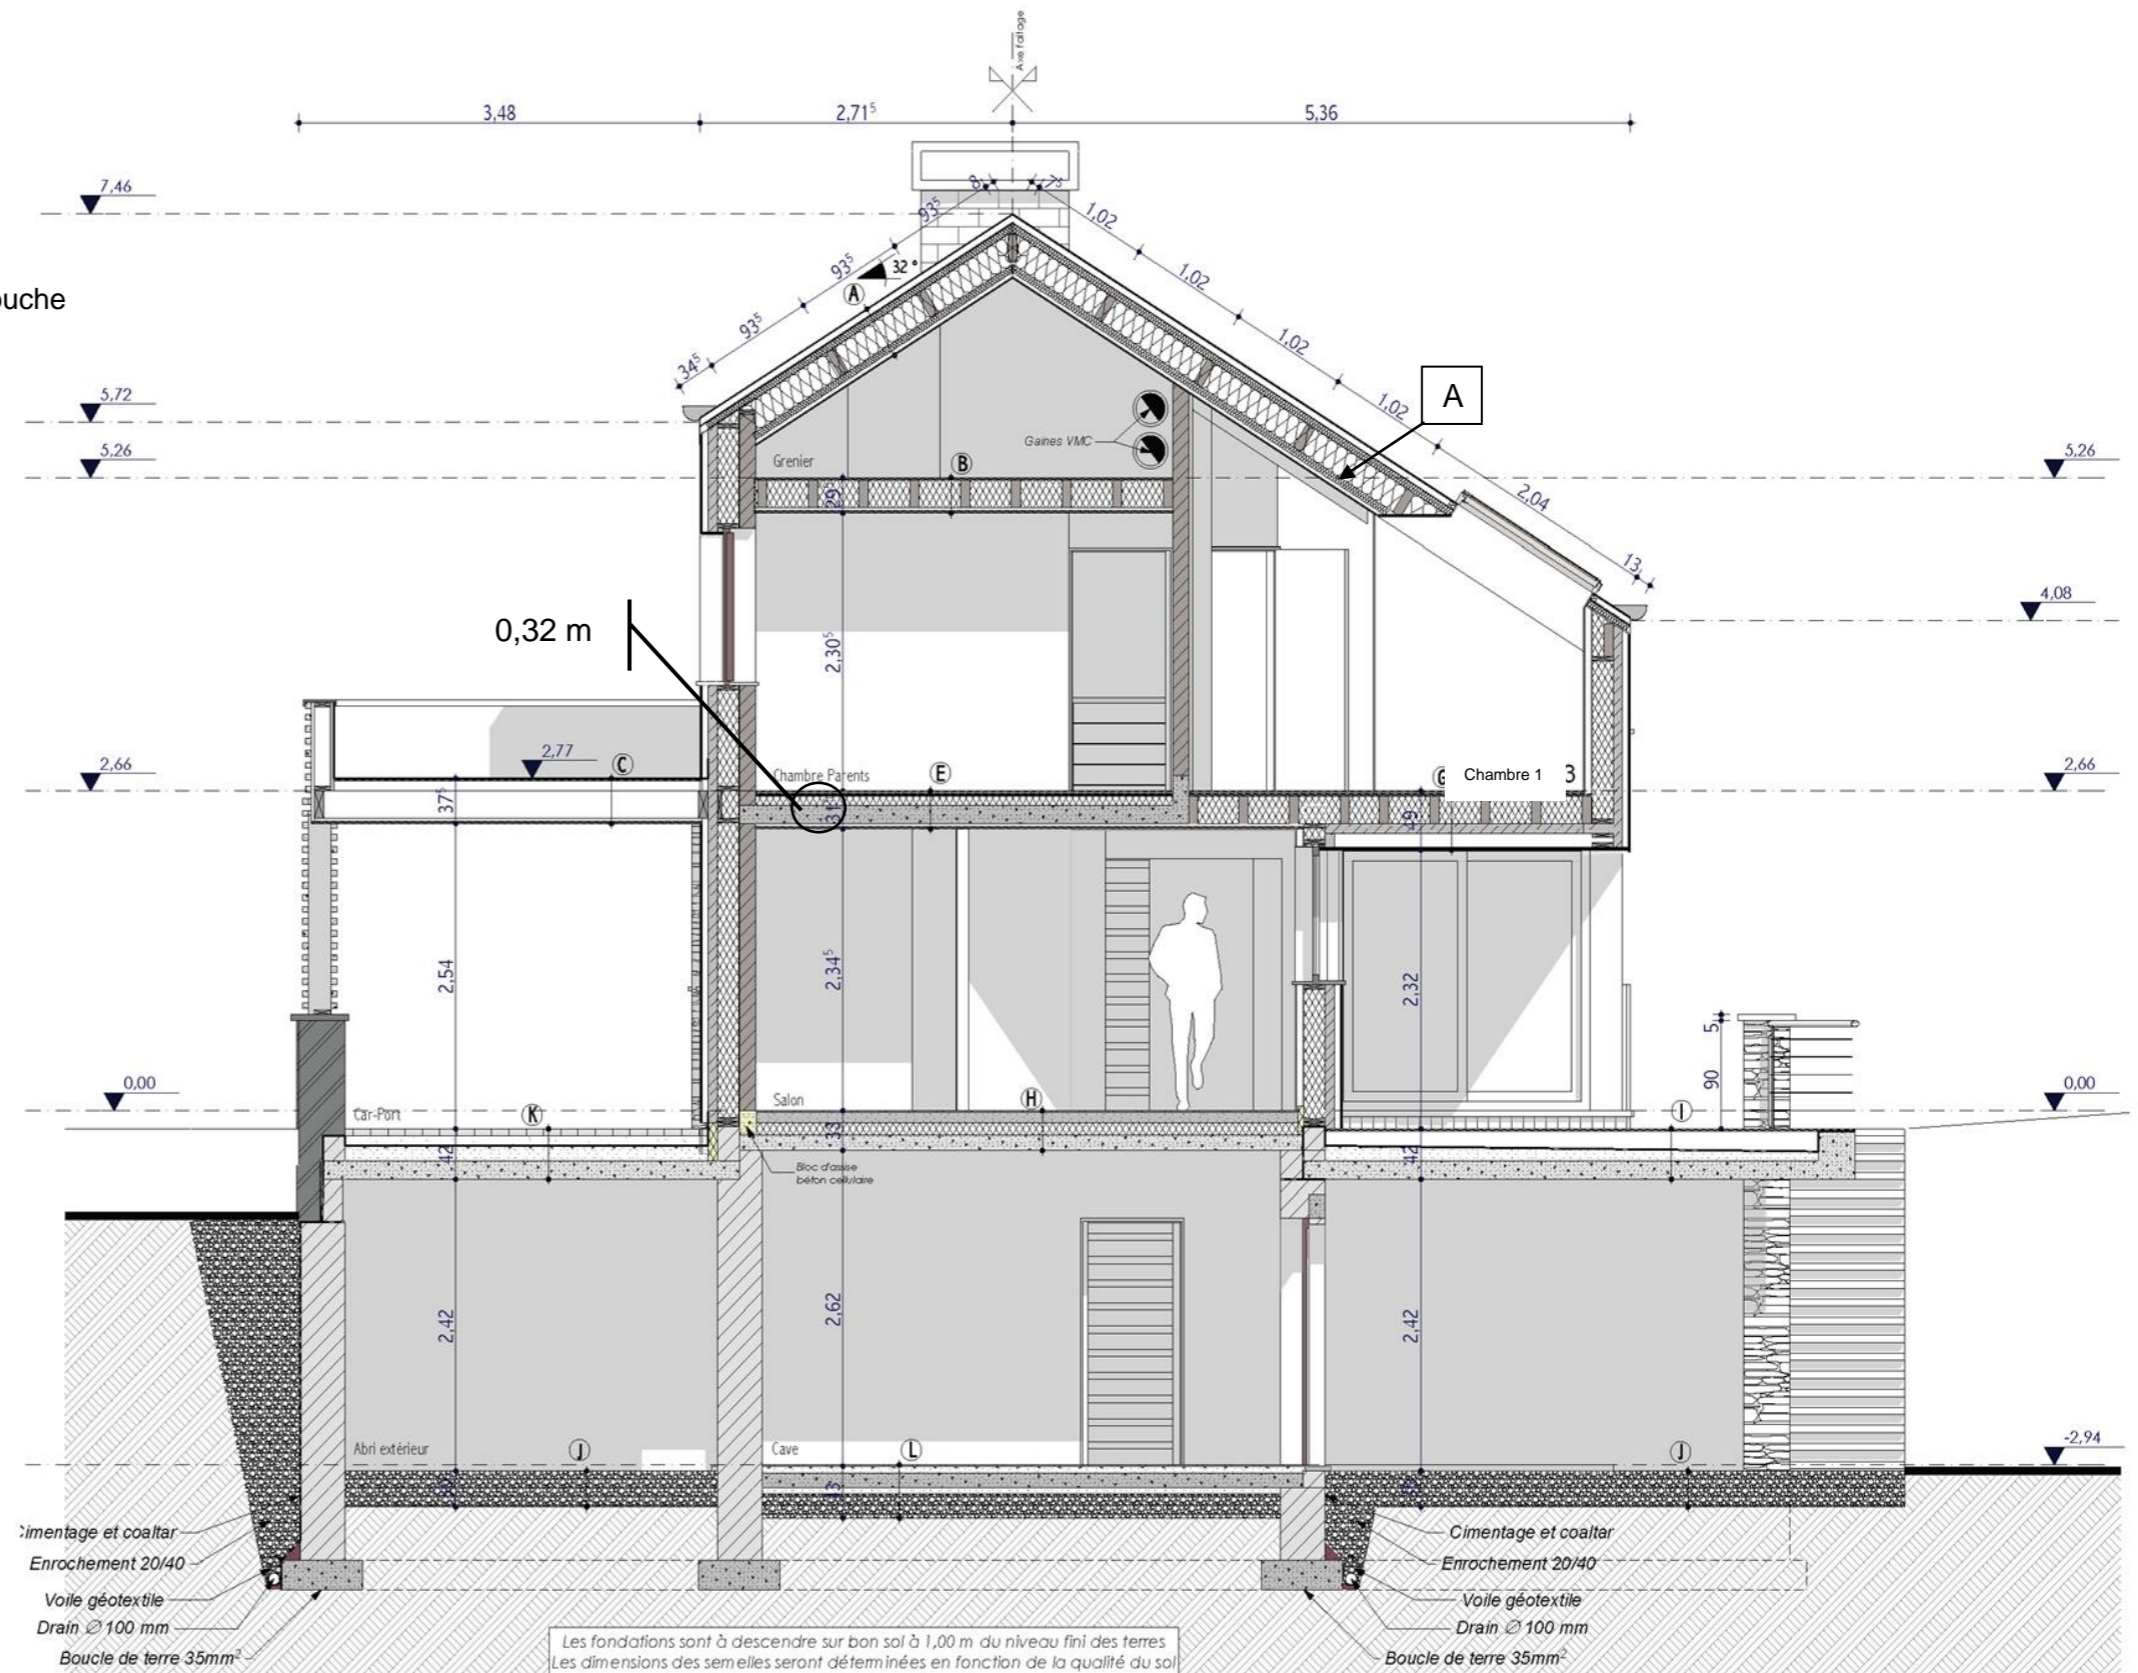 Axe faîtage
3,48
2,71⁵
5,36
7,46
8
7⁵
93⁵
1,02
93⁵
32 °
1,02
ouche
A
93⁵
1,02
34⁵
1,02
A
5,72
Gaines VMC
5,26
Grenier
B
5,26
29⁵
2,04
13
4,08
0,32 m
2,30⁵
2,77
C
2,66
Chambre Parents
E
G
Chambre 1
3
2,66
37⁵
31⁵
49
2,54
2,34⁵
2,32
5
90
0,00
Car-Port
K
Salon
H
I
0,00
42
33
42
Bloc d'assise
béton cellulaire
2,42
2,62
2,42
Abri extérieur
J
Cave
L
J
-2,94
43
Cimentage et coaltar
Enrochement 20/40
Voile géotextile
Drain ∅ 100 mm
Boucle de terre 35mm²
Cimentage et coaltar
Enrochement 20/40
Voile géotextile
Drain ∅ 100 mm
Boucle de terre 35mm²
Les fondations sont à descendre sur bon sol à 1,00 m du niveau fini des terres
Les dimensions des semelles seront déterminées en fonction de la qualité du sol